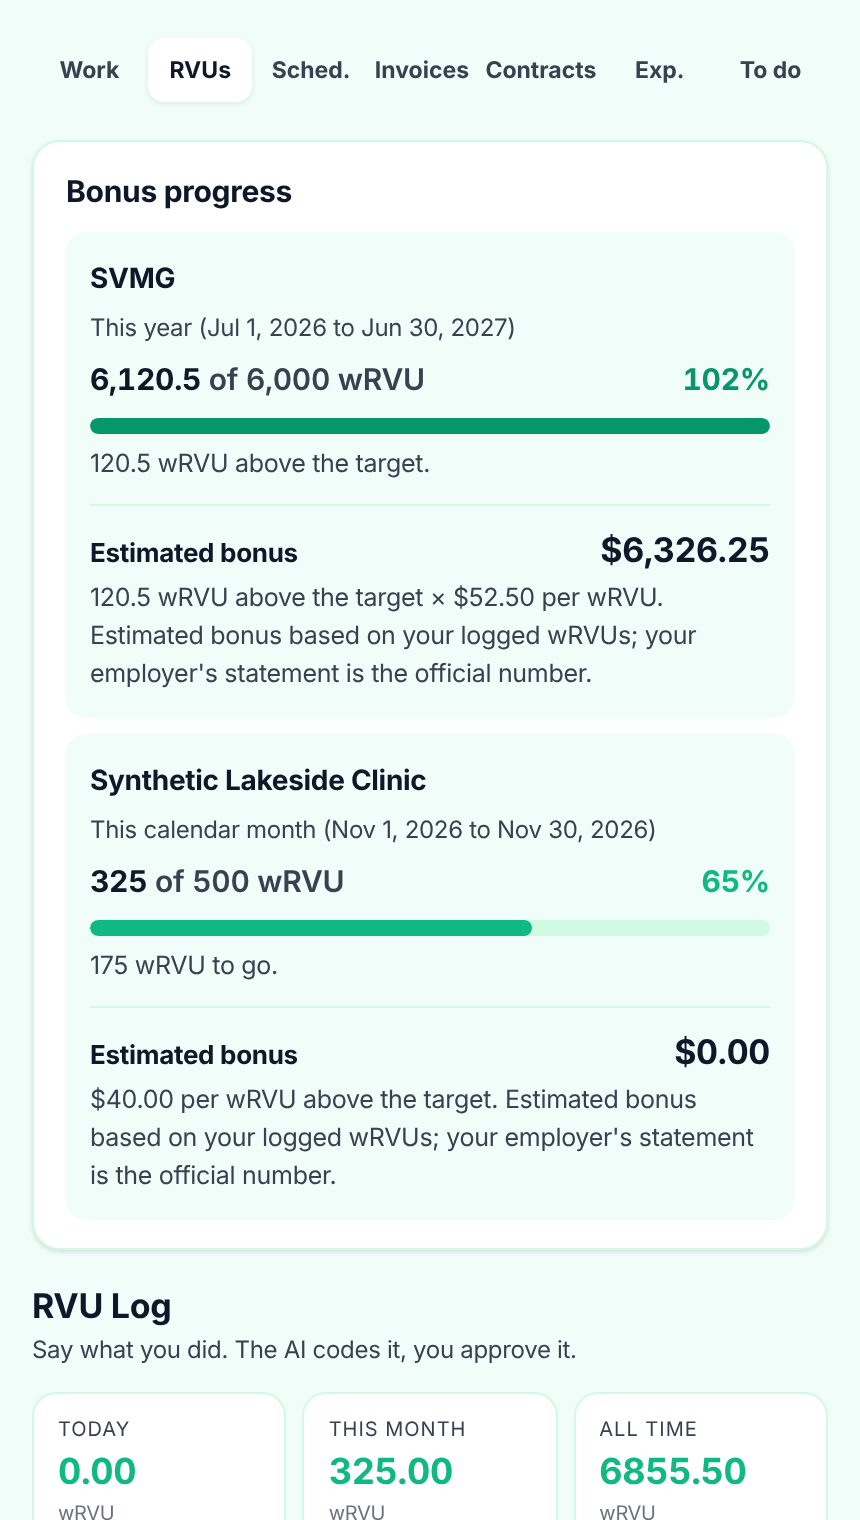 Work RVUs Sched. Invoices Contracts Exp. To do
Bonus progress
SVMG
This year (Jul 1, 2026 to Jun 30, 2027)
6,120.5 of 6,000 wRVU 102%
120.5 wRVU above the target.
Estimated bonus $6,326.25
120.5 wRVU above the target × $52.50 per wRVU.
Estimated bonus based on your logged wRVUs; your
employer's statement is the official number.
Synthetic Lakeside Clinic
This calendar month (Nov 1, 2026 to Nov 30, 2026)
325 of 500 wRVU 65%
175 wRVU to go.
Estimated bonus $0.00
$40.00 per wRVU above the target. Estimated bonus
based on your logged wRVUs; your employer's statement
is the official number.
RVU Log
Say what you did. The AI codes it, you approve it.
TODAY THIS MONTH ALL TIME
0.00 325.00 6855.50
wRVU wRVU wRVU